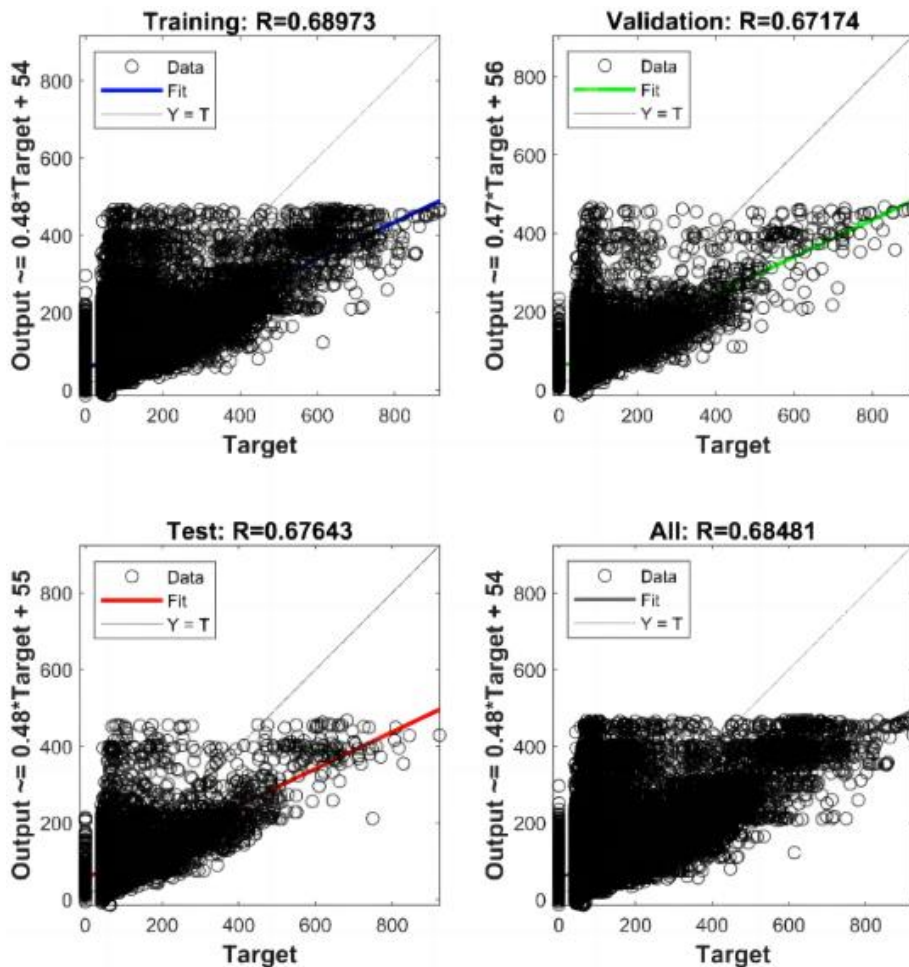 Training: R=0.68973
Output ~= 0.48*Target + 54
800
600
400
200
0
Data
Fit
Y = T
0
200
400
600
800
Target
Validation: R=0.67174
Output ~= 0.47*Target + 56
800
600
400
200
0
Data
Fit
Y = T
0
200
400
600
800
Target
Test: R=0.67643
Output ~= 0.48*Target + 55
800
600
400
200
0
Data
Fit
Y = T
0
200
400
600
800
Target
All: R=0.68481
Output ~= 0.48*Target + 54
800
600
400
200
0
Data
Fit
Y = T
0
200
400
600
800
Target